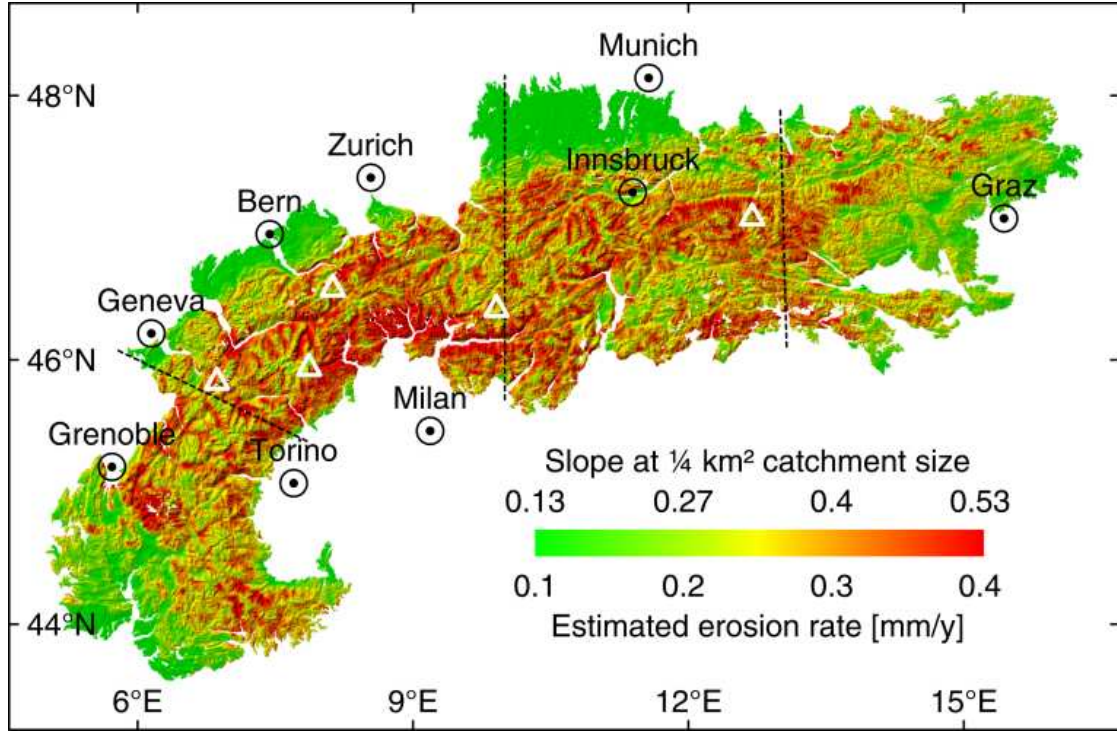 Munich
48°N
Zurich
Innsbruck
Bern
Graz
Geneva
46°N
Milan
Grenoble
Torino
Slope at ¼ km² catchment size
0.13 0.27 0.4 0.53
0.1 0.2 0.3 0.4
Estimated erosion rate [mm/y]
44°N
6°E 9°E 12°E 15°E